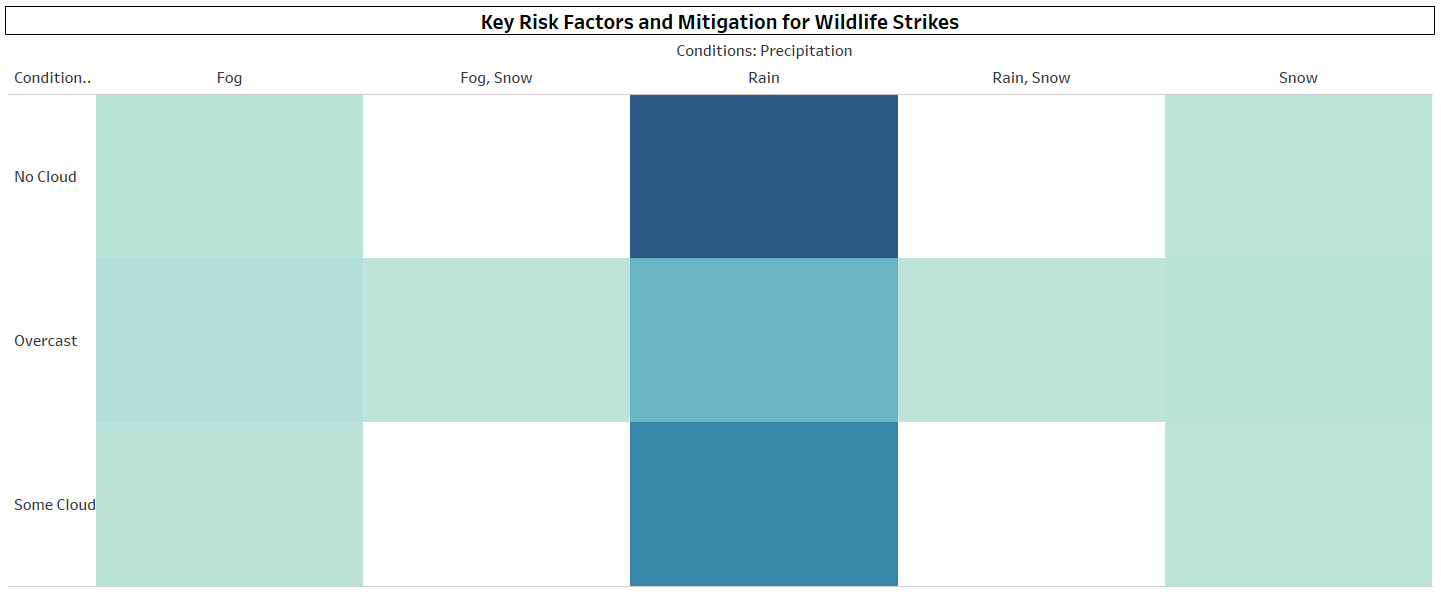 Key Risk Factors and Mitigation for Wildlife Strikes
Conditions: Precipitation
Condition.. Fog Fog, Snow Rain Rain, Snow Snow
No Cloud
Overcast
Some Cloud